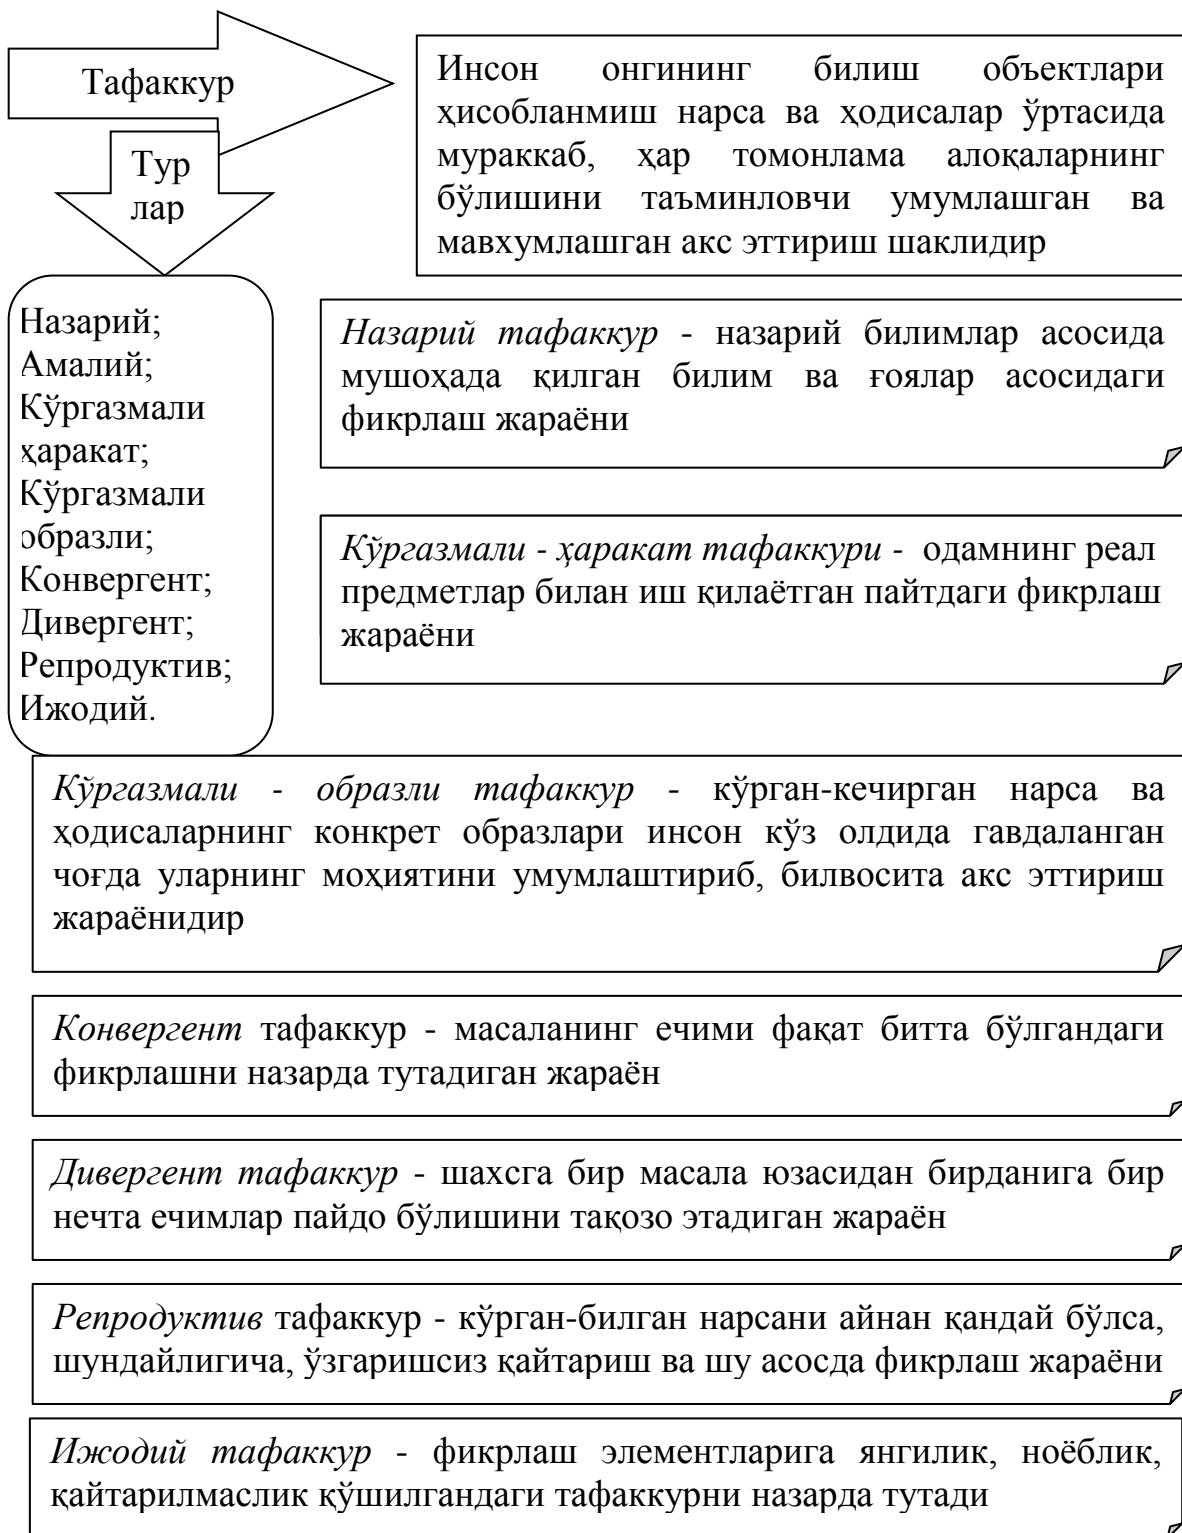 Тафаккур
Инсон онгининг билиш объектлари
ҳисобланмиш нарса ва ҳодисалар ўртасида
мураккаб, ҳар томонлама алоқаларнинг
бўлишини таъминловчи умумлашган ва
мавхумлашган акс эттириш шаклидир
Тур
лар
Назарий;
Амалий;
Кўргазмали
ҳаракат;
Кўргазмали
образли;
Конвергент;
Дивергент;
Репродуктив;
Ижодий.
Назарий тафаккур - назарий билимлар асосида
мушоҳада қилган билим ва ғоялар асосидаги
фикрлаш жараёни
Кўргазмали - ҳаракат тафаккури - одамнинг реал
предметлар билан иш қилаётган пайтдаги фикрлаш
жараёни
Кўргазмали - образли тафаккур - кўрган-кечирган нарса ва
ҳодисаларнинг конкрет образлари инсон кўз олдида гавдаланган
чоғда уларнинг моҳиятини умумлаштириб, билвосита акс эттириш
жараёнидир
Конвергент тафаккур - масаланинг ечими фақат битта бўлгандаги
фикрлашни назарда тутадиган жараён
Дивергент тафаккур - шахсга бир масала юзасидан бирданига бир
нечта ечимлар пайдо бўлишини тақозо этадиган жараён
Репродуктив тафаккур - кўрган-билган нарсани айнан қандай бўлса,
шундайлигича, ўзгаришсиз қайтариш ва шу асосда фикрлаш жараёни
Ижодий тафаккур - фикрлаш элементларига янгилик, ноёблик,
қайтарилмаслик қўшилгандаги тафаккурни назарда тутади